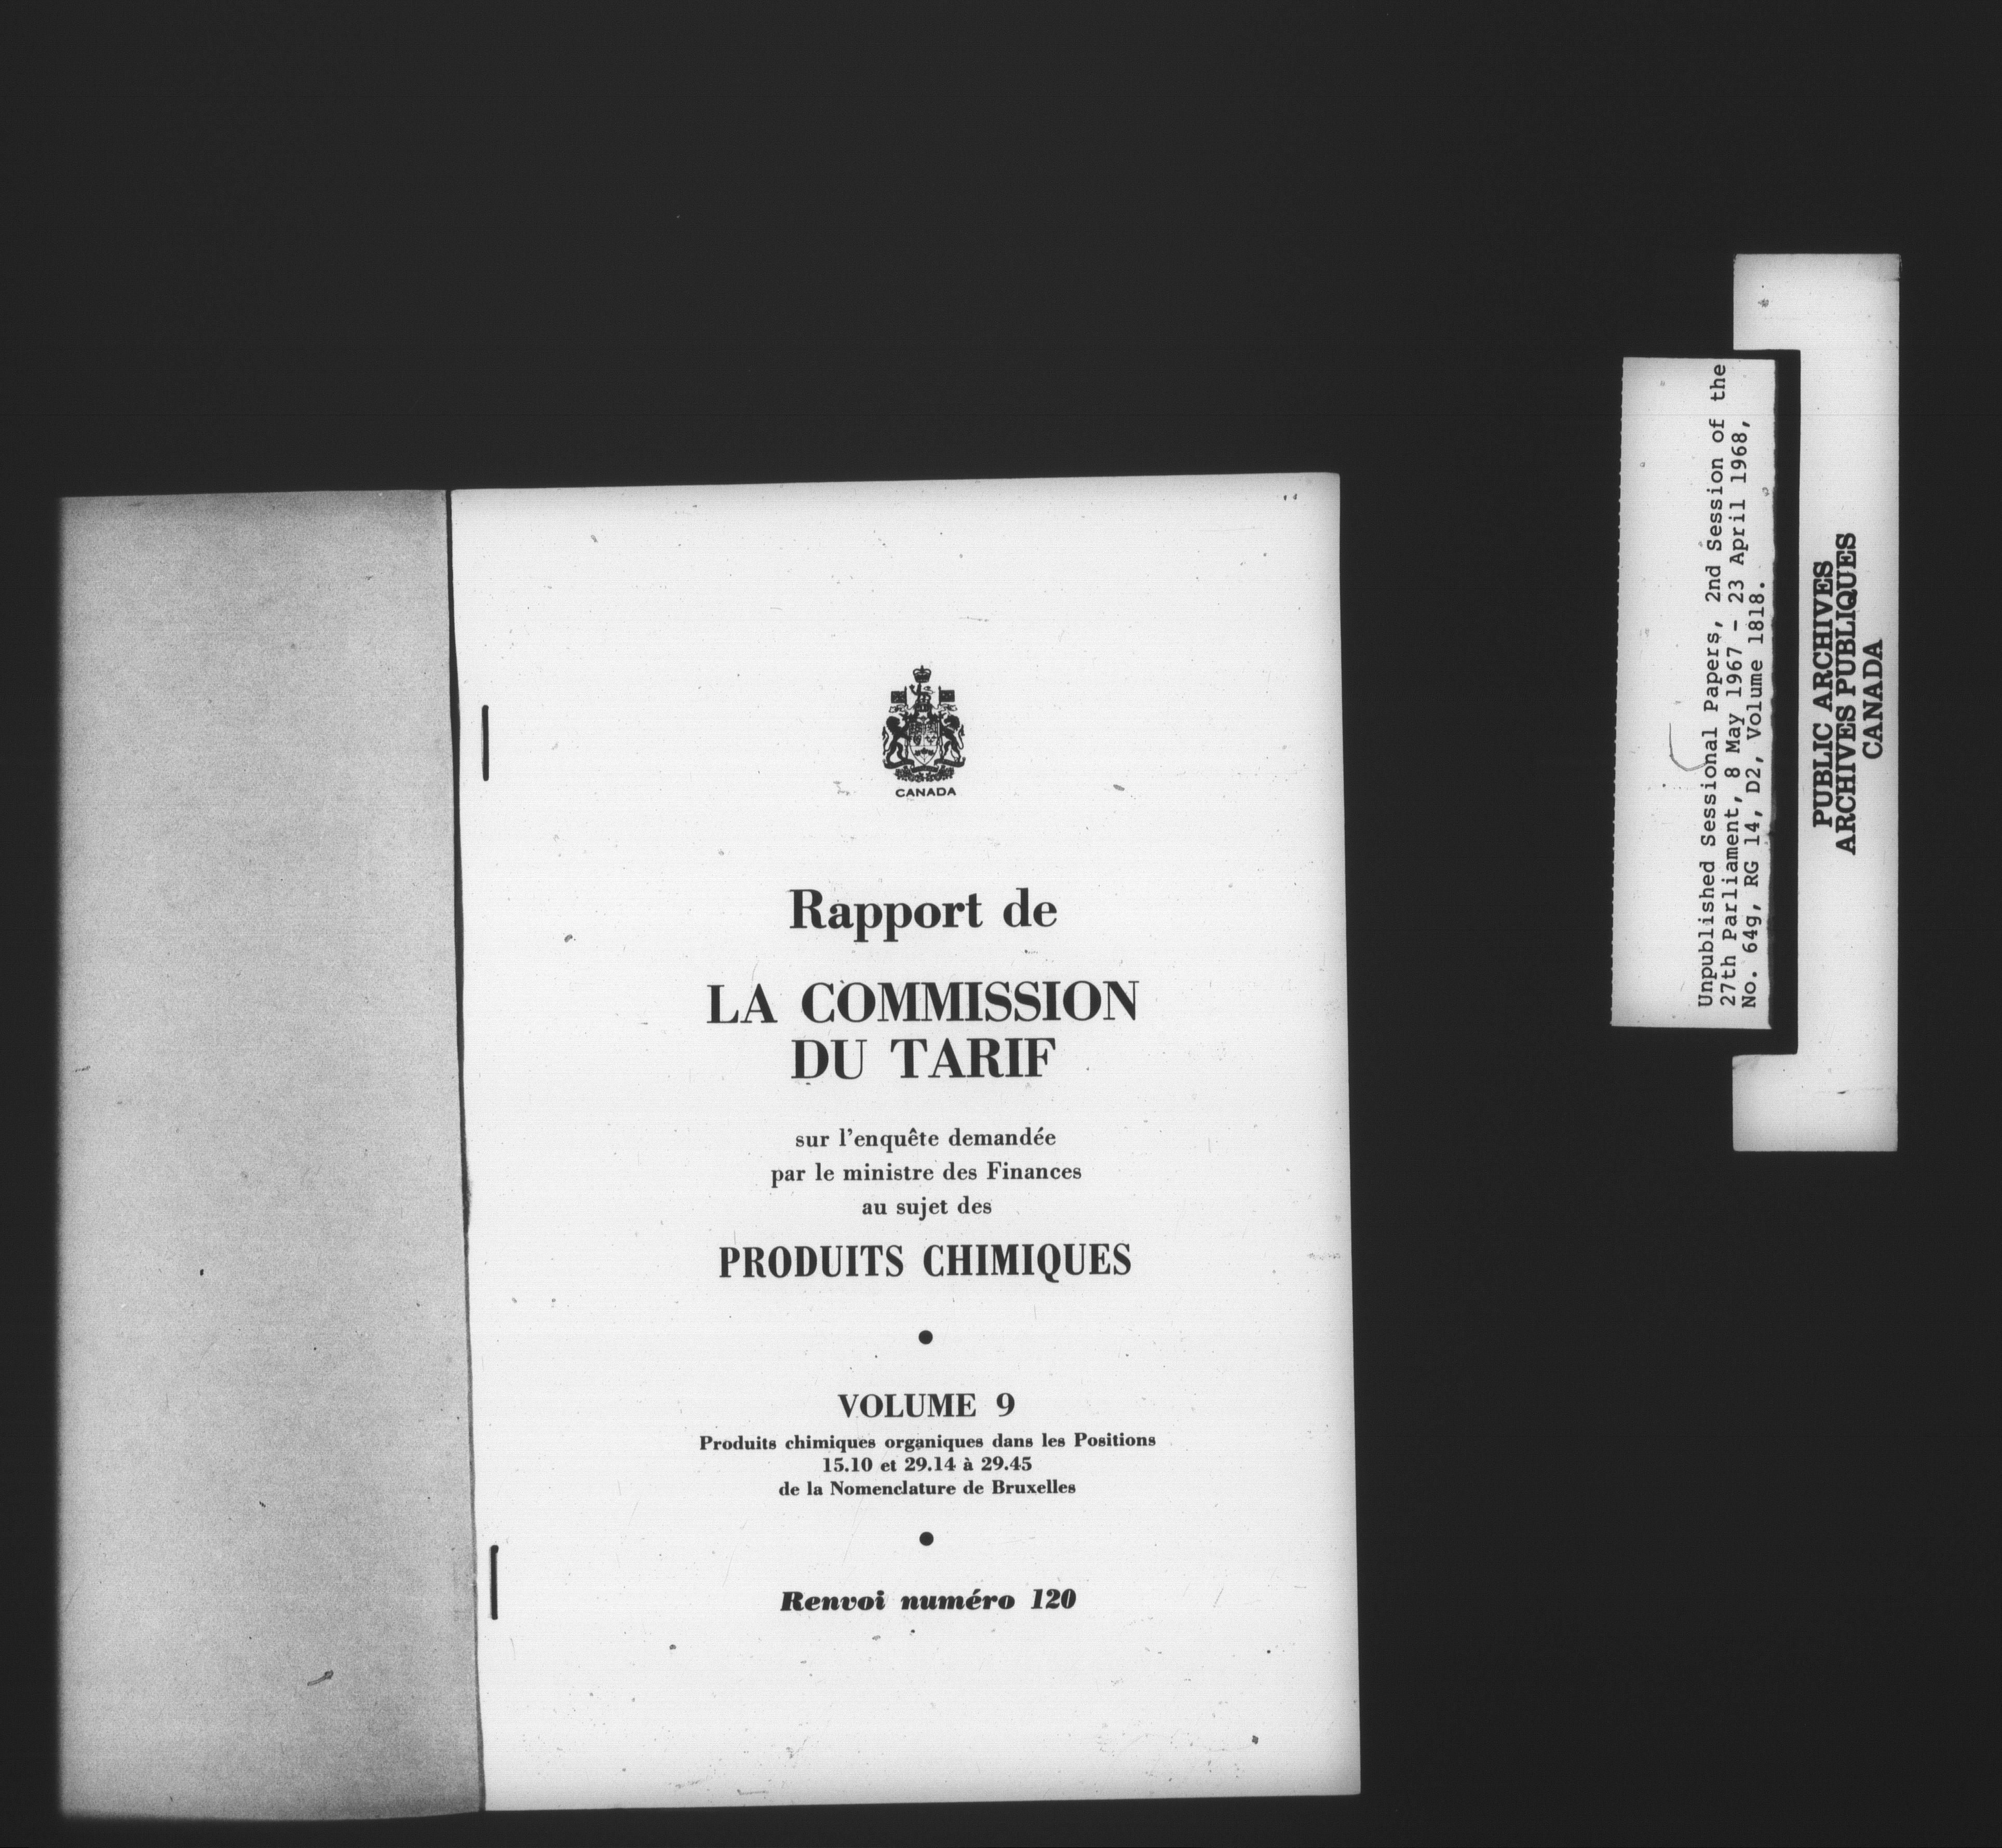 CANADA
Rapport de
LA COMMISSION
DU TARIF
sur l'enquête demandée
par le ministre des Finances
au sujet des
PRODUITS CHIMIQUES
VOLUME 9
Produits chimiques organiques dans les Positions
15.10 et 29.14 à 29.45
de la Nomenclature de Bruxelles
Renvoi numéro 120
Unpublished Sessional Papers, 2nd Session of the
27th Parliament, 8 May 1967 - 23 April 1968,
No. 64g, RG 14, D2, Volume 1818.
PUBLIC ARCHIVES
ARCHIVES PUBLIQUES
CANADA